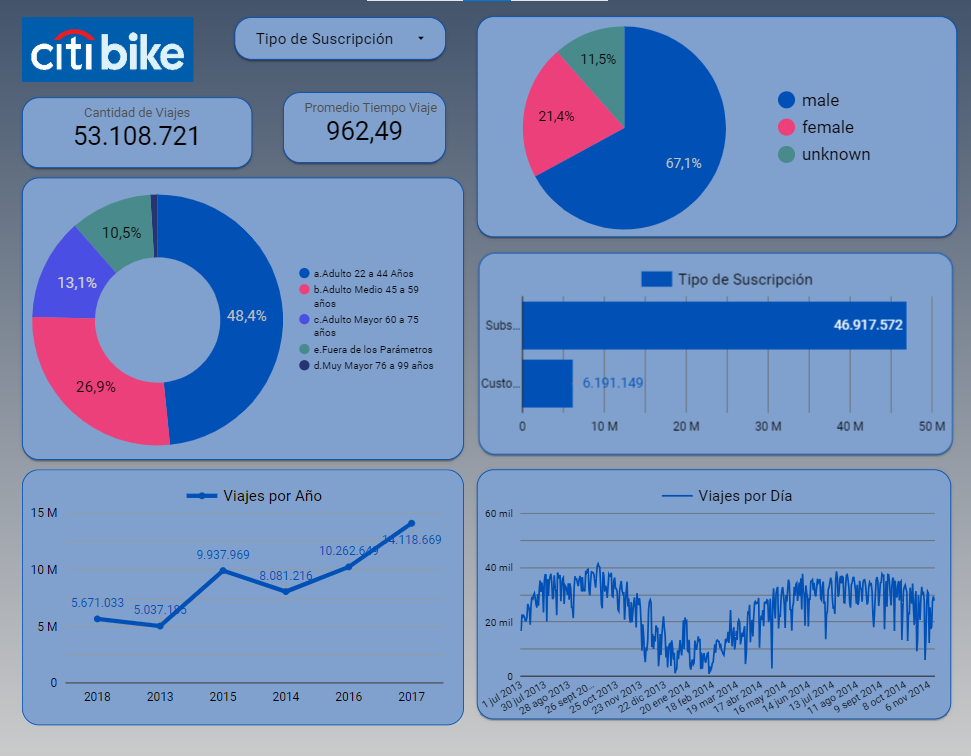 citi bike
Tipo de Suscripción
Cantidad de Viajes
53.108.721
Promedio Tiempo Viaje
962,49
11,5%
21,4%
67,1%
male
female
unknown
10,5%
13,1%
48,4%
26,9%
a.Adulto 22 a 44 Años
b.Adulto Medio 45 a 59
años
c.Adulto Mayor 60 a 75
años
e.Fuera de los Parámetros
d.Muy Mayor 76 a 99 años
Tipo de Suscripción
Subs...
46.917.572
Custo...
6.191.149
0 10 M 20 M 30 M 40 M 50 M
Viajes por Año
15 M
10 M
5 M
0
5.671.033
9.937.969
8.081.216
14.118.669
2018 2013 2015 2014 2016 2017
Viajes por Día
60 mil
40 mil
20 mil
0
1 jul 2013
30 jul 2013
28 ago 2013
26 sept 20...
25 oct 2013
23 nov 2013
22 dic 2013
20 ene 2014
18 feb 2014
19 mar 2014
17 abr 2014
16 may 2014
14 jun 2014
13 jul 2014
11 ago 2014
9 sept 2014
8 oct 2014
6 nov 2014